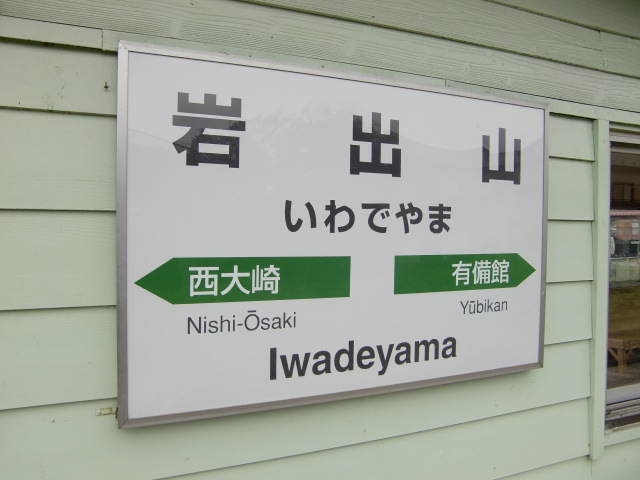 岩出山
いわでやま
西大崎 有備館
Nishi-Ōsaki Yūbikan
Iwadeyama